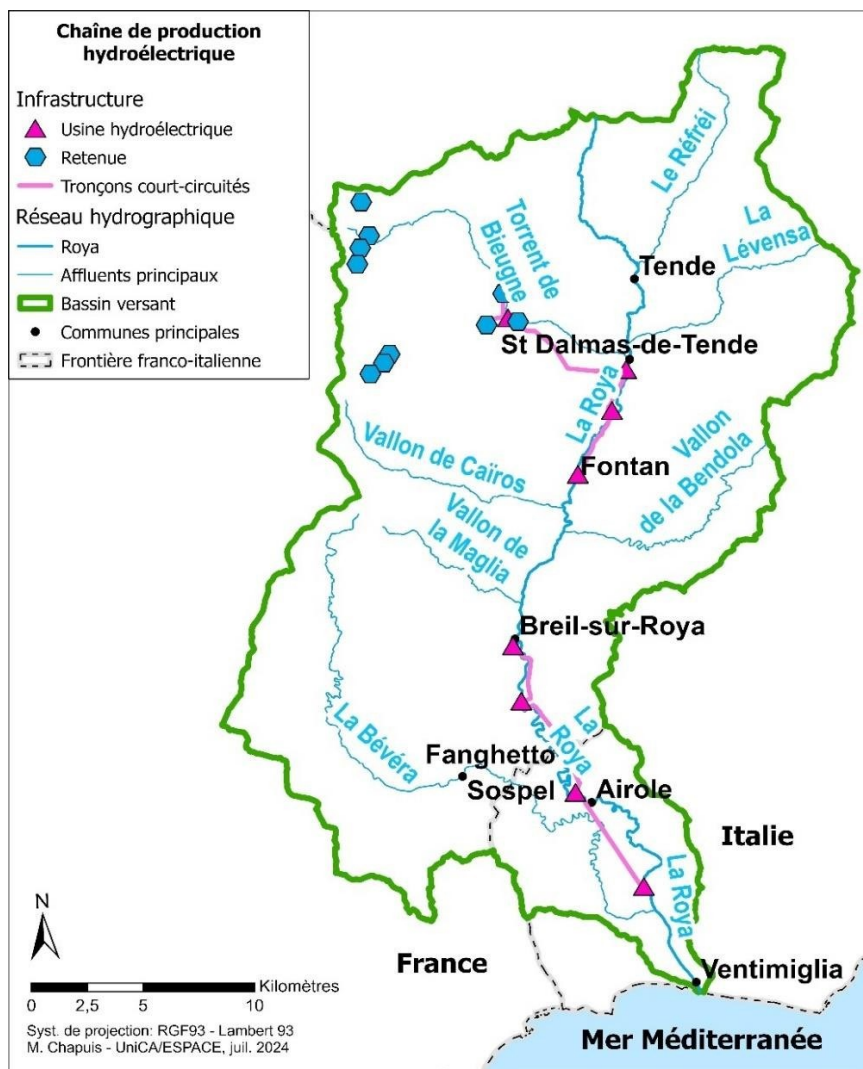 Chaîne de production
hydroélectrique
Infrastructure
Usine hydroélectrique
Retenue
Tronçons court-circuités
Réseau hydrographique
Roya
Affluents principaux
Bassin versant
Communes principales
Frontière franco-italienne
Le Réfréi
La
Lévensa
Torrent de
Bieugne
Tende
St Dalmas-de-Tende
La Roya
Vallon de Caïros
Fontan
Vallon
de la Bendola
Vallon de
la Maglia
Breil-sur-Roya
La Bévéra
La
Roya
Fanghetto
Sospel
Airole
Italie
La Roya
N
France
Ventimiglia
Kilomètres
0 2,5 5 10
Mer Méditerranée
Syst. de projection: RGF93 - Lambert 93
M. Chapuis - UniCA/ESPACE, juil. 2024